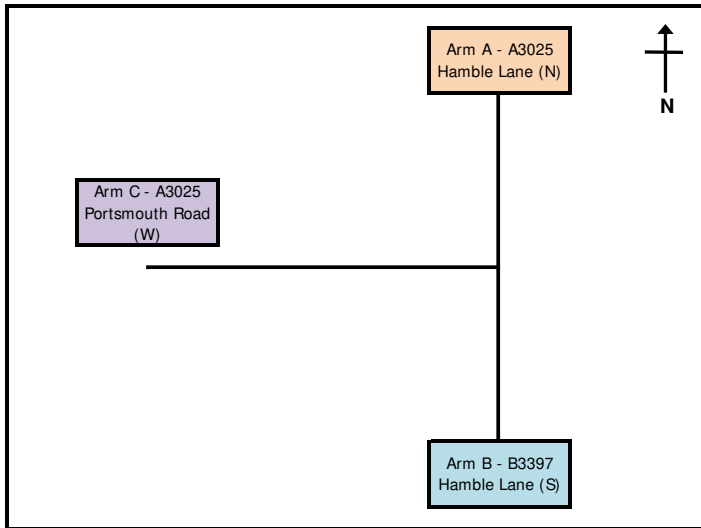 Arm A - A3025
Hamble Lane (N)
N
Arm C - A3025
Portsmouth Road
(W)
Arm B - B3397
Hamble Lane (S)